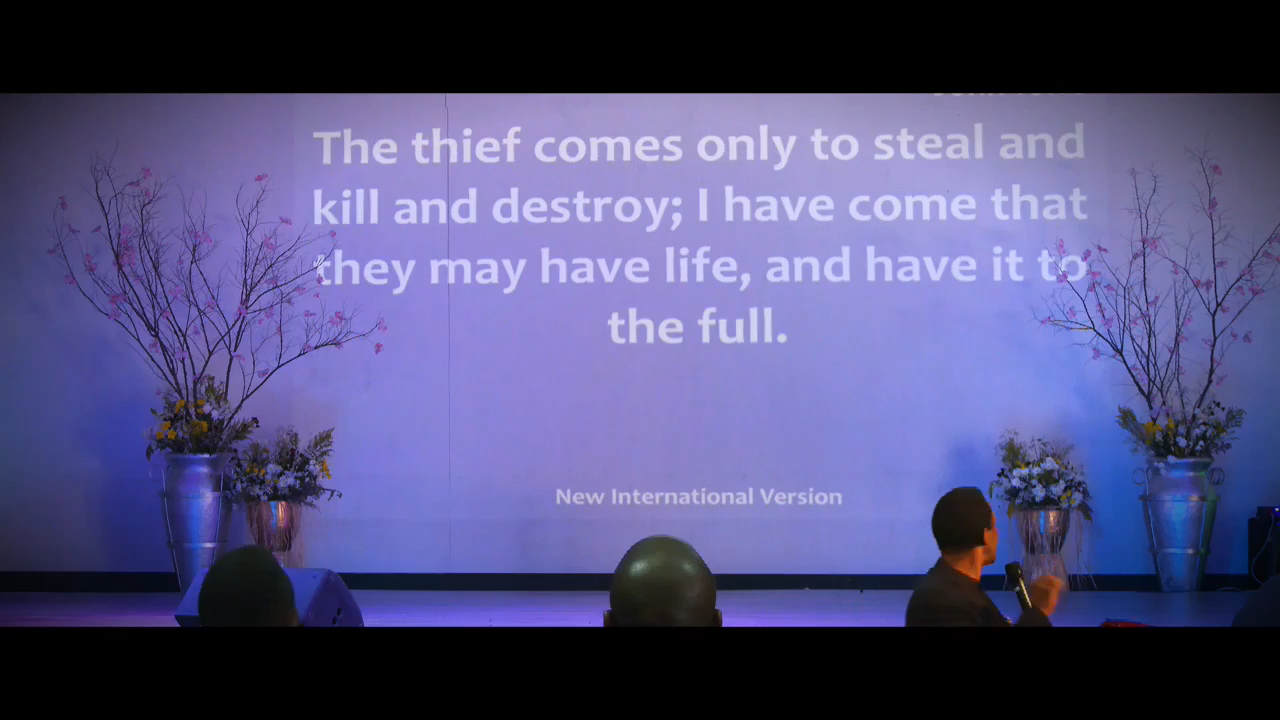 The thief comes only to steal and
kill and destroy; I have come that
they may have life, and have it to
the full.
New International Version